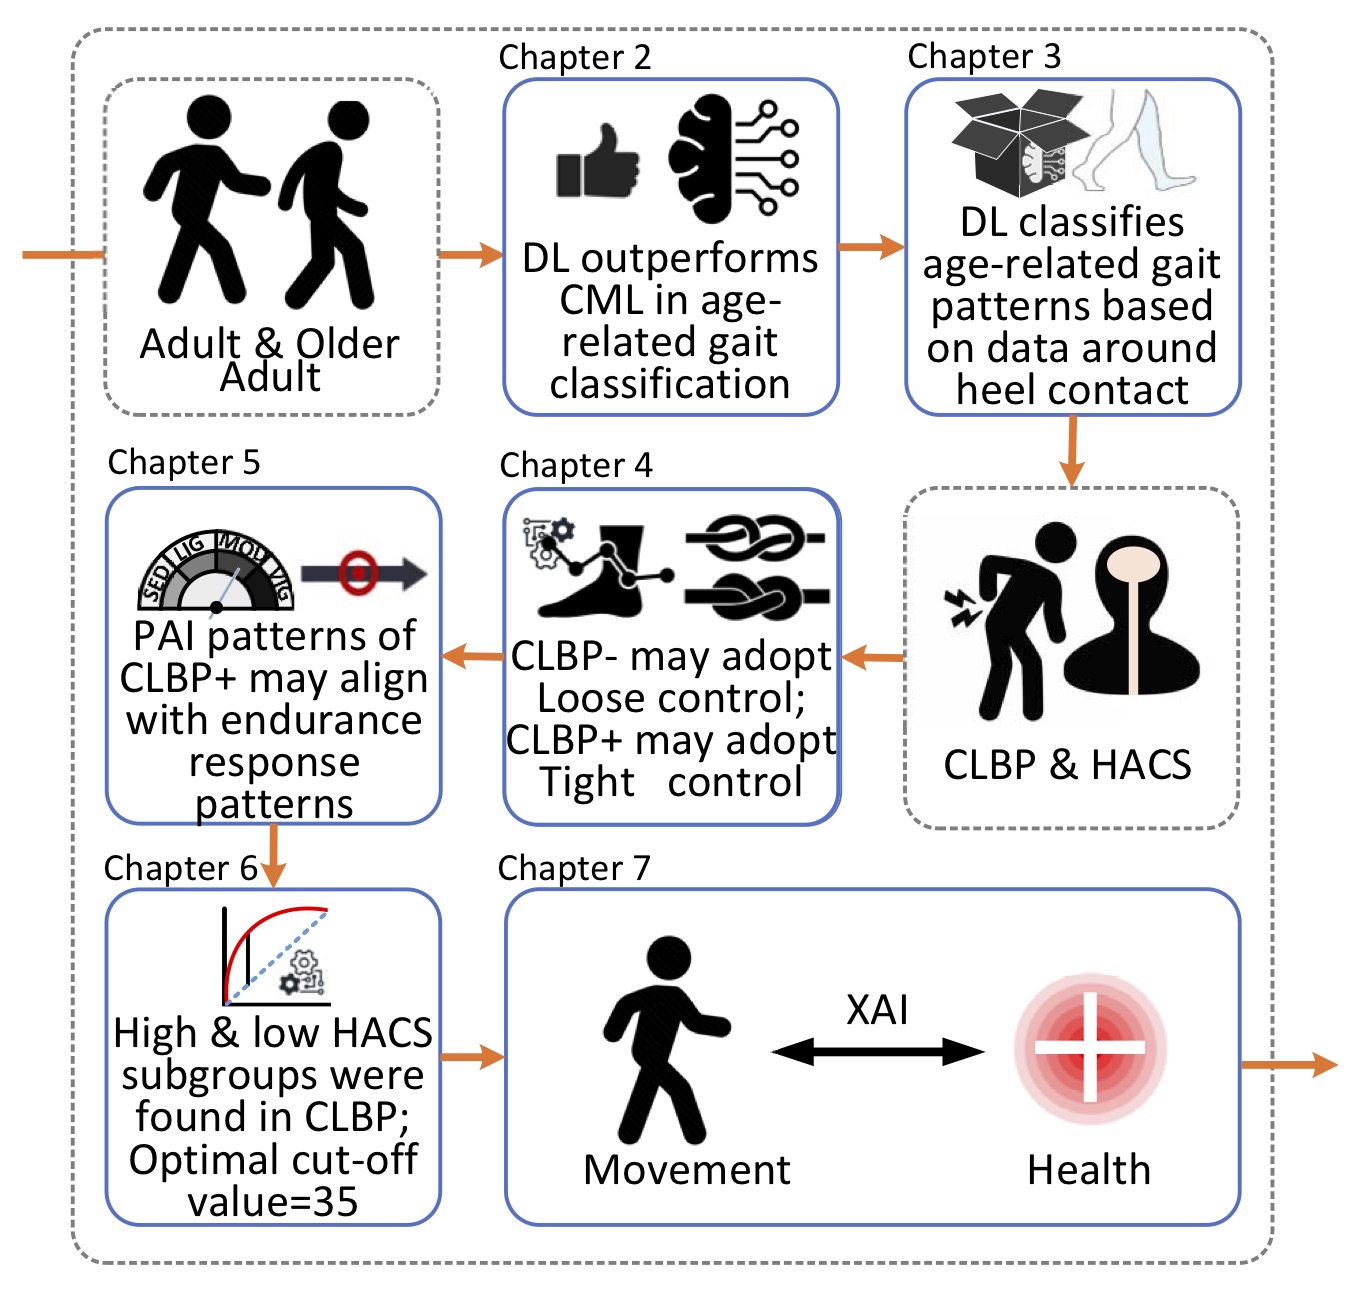 Adult & Older
Adult
Chapter 2
DL outperforms
CML in age-
related gait
classification
Chapter 3
DL classifies
age-related gait
patterns based
on data around
heel contact
CLBP & HACS
Chapter 4
CLBP- may adopt
Loose control;
CLBP+ may adopt
Tight control
Chapter 5
SED LIG MOD VIG
PAI patterns of
CLBP+ may align
with endurance
response
patterns
Chapter 6
High & low HACS
subgroups were
found in CLBP;
Optimal cut-off
value=35
Chapter 7
XAI
Movement
Health